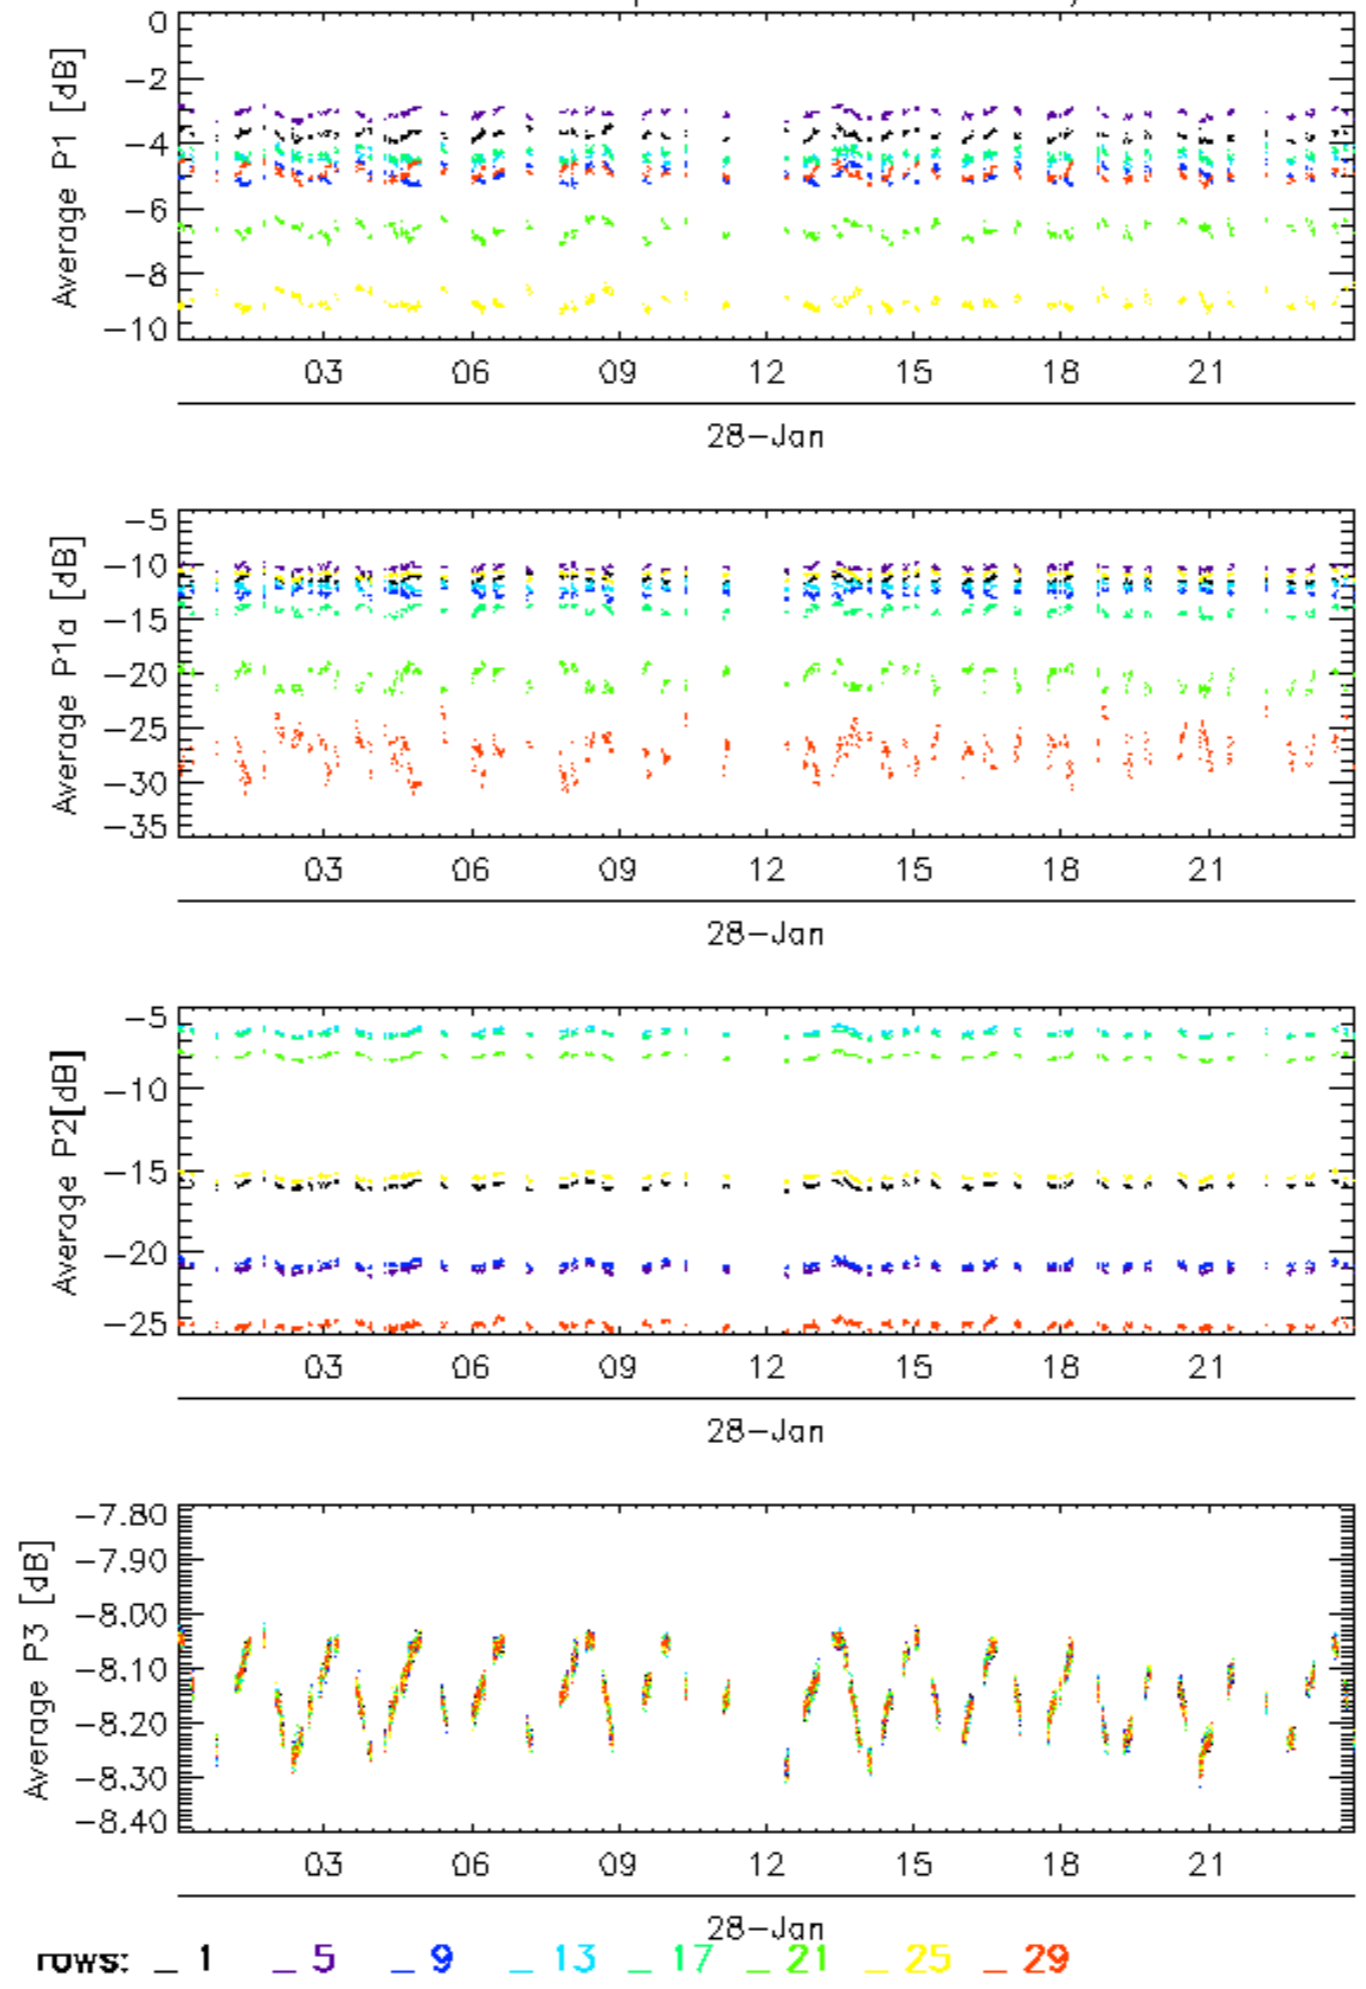 0
-2
-4
-6
-8
-10
Average P1 [dB]
03 06 09 12 15 18 21
28-Jan
-5
-10
-15
-20
-25
-30
-35
Average P1a [dB]
03 06 09 12 15 18 21
28-Jan
-5
-10
-15
-20
-25
Average P2[dB]
03 06 09 12 15 18 21
28-Jan
-7.80
-7.90
-8.00
-8.10
-8.20
-8.30
-8.40
Average P3 [dB]
03 06 09 12 15 18 21
28-Jan
rows: _ 1 _ 5 _ 9 _ 13 _ 17 _ 21 _ 25 _ 29